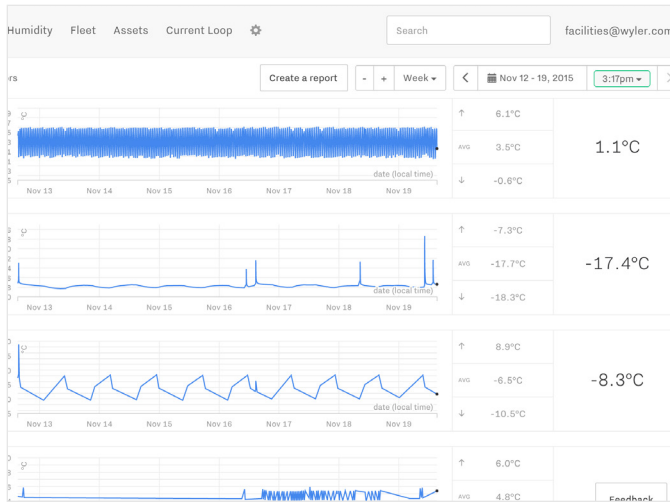 Humidity Fleet Assets Current Loop Search facilities@wyler.com
rs Create a report - + Week Nov 12 - 19, 2015 3:17pm
°C
↑ 6.1°C
AVG 3.5°C 1.1°C
↓ -0.6°C
date (local time)
Nov 13 Nov 14 Nov 15 Nov 16 Nov 17 Nov 18 Nov 19
°C
↑ -7.3°C
AVG -17.7°C -17.4°C
↓ -18.3°C
date (local time)
Nov 13 Nov 14 Nov 15 Nov 16 Nov 17 Nov 18 Nov 19
°C
↑ 8.9°C
AVG -6.5°C -8.3°C
↓ -10.5°C
date (local time)
Nov 13 Nov 14 Nov 15 Nov 16 Nov 17 Nov 18 Nov 19
°C
↑ 6.0°C
AVG 4.8°C
Feedback